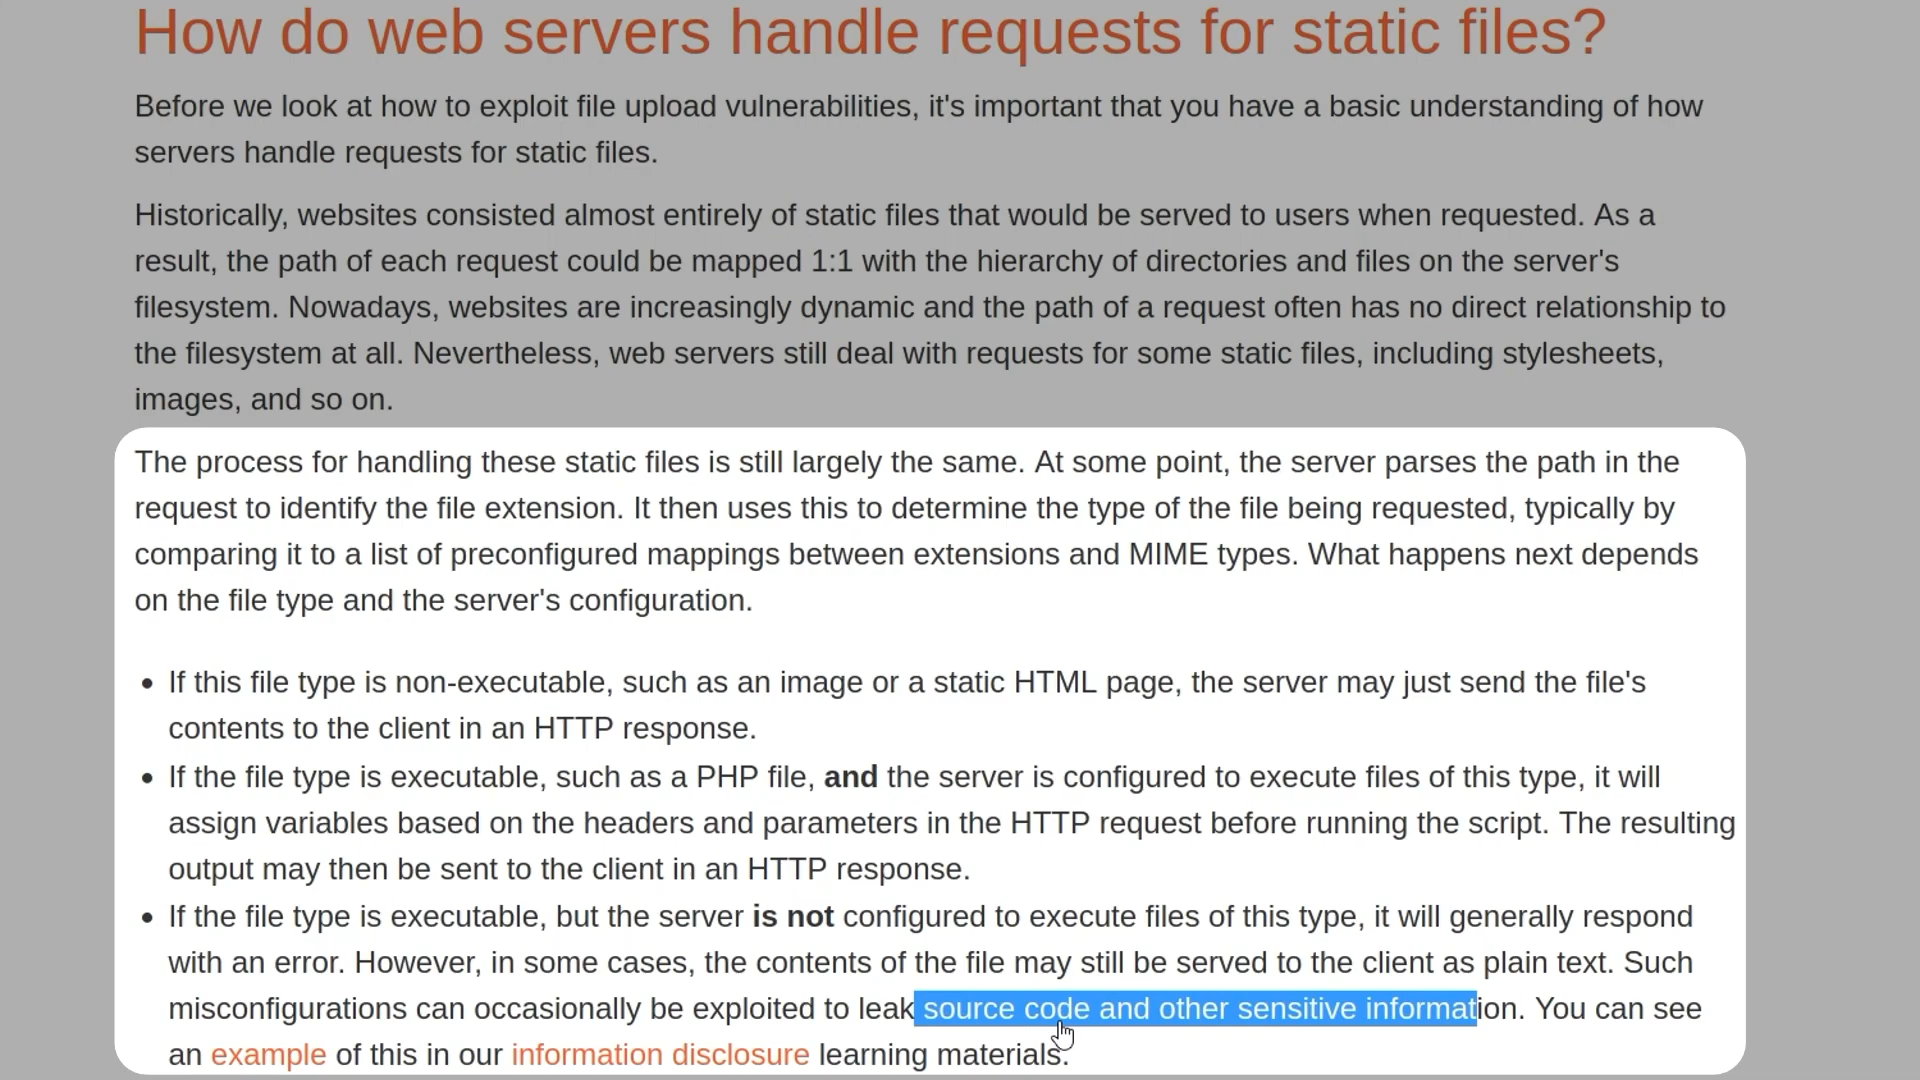 How do web servers handle requests for static files?
Before we look at how to exploit file upload vulnerabilities, it's important that you have a basic understanding of how
servers handle requests for static files.
Historically, websites consisted almost entirely of static files that would be served to users when requested. As a
result, the path of each request could be mapped 1:1 with the hierarchy of directories and files on the server's
filesystem. Nowadays, websites are increasingly dynamic and the path of a request often has no direct relationship to
the filesystem at all. Nevertheless, web servers still deal with requests for some static files, including stylesheets,
images, and so on.
The process for handling these static files is still largely the same. At some point, the server parses the path in the
request to identify the file extension. It then uses this to determine the type of the file being requested, typically by
comparing it to a list of preconfigured mappings between extensions and MIME types. What happens next depends
on the file type and the server's configuration.
• If this file type is non-executable, such as an image or a static HTML page, the server may just send the file's
contents to the client in an HTTP response.
• If the file type is executable, such as a PHP file, and the server is configured to execute files of this type, it will
assign variables based on the headers and parameters in the HTTP request before running the script. The resulting
output may then be sent to the client in an HTTP response.
• If the file type is executable, but the server is not configured to execute files of this type, it will generally respond
with an error. However, in some cases, the contents of the file may still be served to the client as plain text. Such
misconfigurations can occasionally be exploited to leak source code and other sensitive information. You can see
an example of this in our information disclosure learning materials.